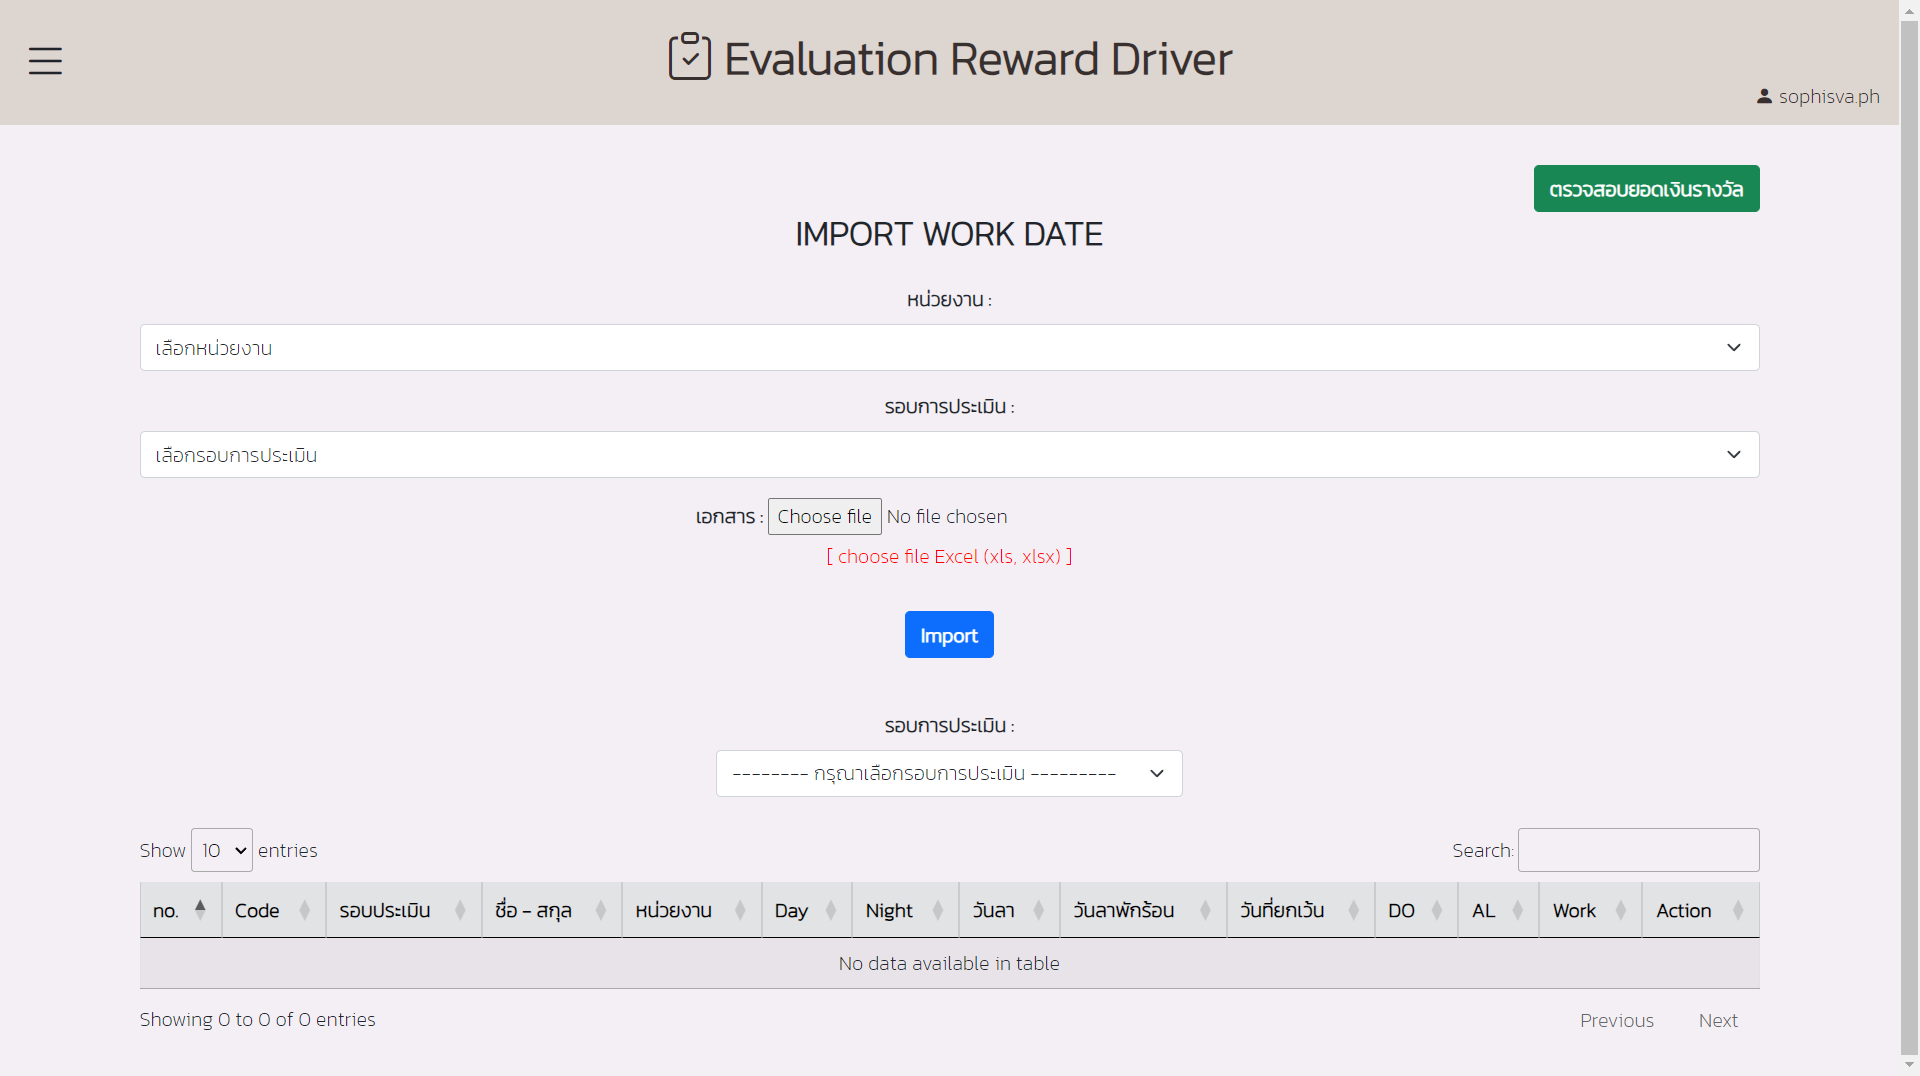 Evaluation Reward Driver
sophisva.ph
ตรวจสอบยอดเงินรางวัล
IMPORT WORK DATE
หน่วยงาน :
เลือกหน่วยงาน
รอบการประเมิน :
เลือกรอบการประเมิน
เอกสาร : Choose file No file chosen
[ choose file Excel (xls, xlsx) ]
Import
รอบการประเมิน :
-------- กรุณาเลือกรอบการประเมิน ---------
Show 10 entries Search:
no. Code รอบประเมิน ชื่อ - สกุล หน่วยงาน Day Night วันลา วันลาพักร้อน วันที่ยกเว้น DO AL Work Action
No data available in table
Showing 0 to 0 of 0 entries Previous Next